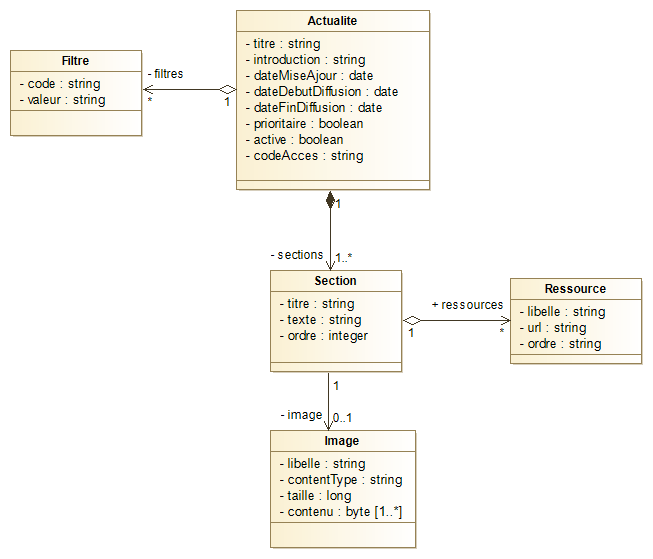 Actualite
- titre : string
- introduction : string
- dateMiseAjour : date
- dateDebutDiffusion : date
- dateFinDiffusion : date
- prioritaire : boolean
- active : boolean
- codeAcces : string
Filtre
- code : string
- valeur : string
- filtres
*
1
1
- sections
1..*
Section
- titre : string
- texte : string
- ordre : integer
+ ressources
1
*
Ressource
- libelle : string
- url : string
- ordre : string
1
- image
0..1
Image
- libelle : string
- contentType : string
- taille : long
- contenu : byte [1..*]